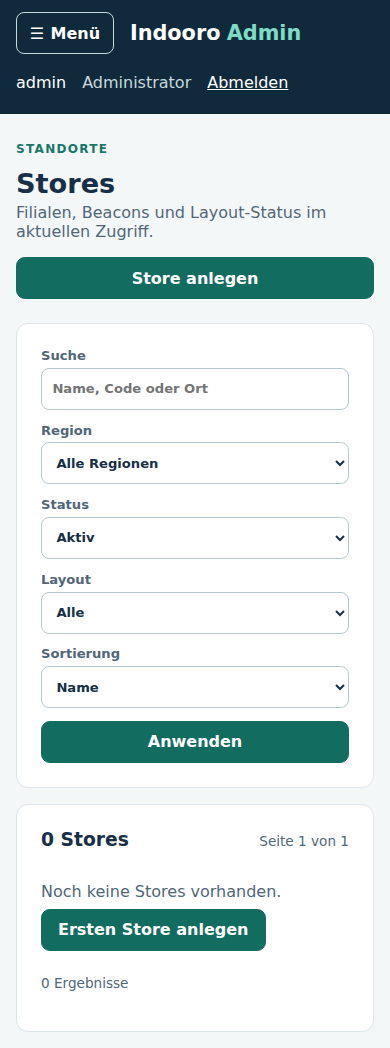 ☰ Menü
Indooro Admin
admin Administrator Abmelden
STANDORTE
Stores
Filialen, Beacons und Layout-Status im
aktuellen Zugriff.
Store anlegen
Suche
Name, Code oder Ort
Region
Alle Regionen
Status
Aktiv
Layout
Alle
Sortierung
Name
Anwenden
0 Stores
Seite 1 von 1
Noch keine Stores vorhanden.
Ersten Store anlegen
0 Ergebnisse